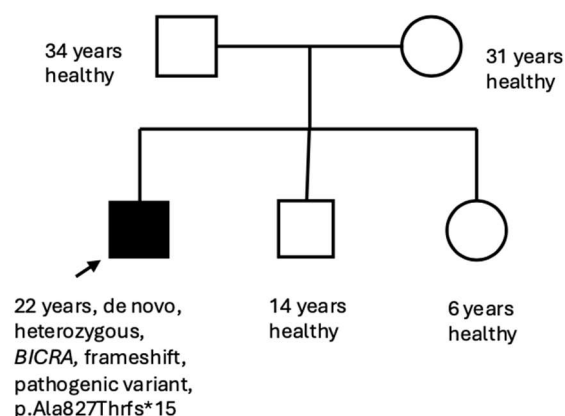 34 years
healthy
31 years
healthy
22 years, de novo,
heterozygous,
BICRA, frameshift,
pathogenic variant,
p.Ala827Thrfs*15
14 years
healthy
6 years
healthy